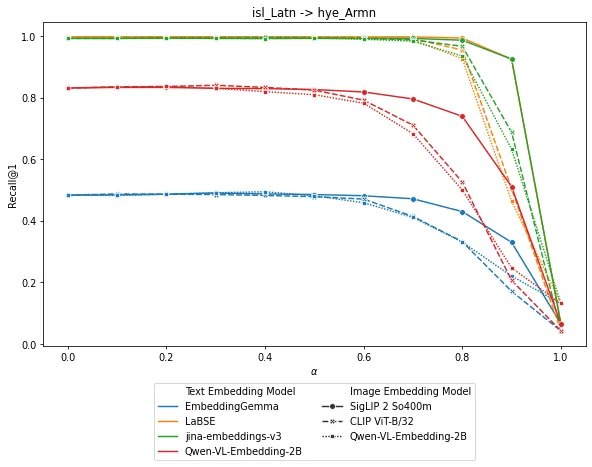 isl_Latn -> hye_Armn
Recall@1
1.0
0.8
0.6
0.4
0.2
0.0
0.0 0.2 0.4 0.6 0.8 1.0
α
Text Embedding Model
EmbeddingGemma
LaBSE
jina-embeddings-v3
Qwen-VL-Embedding-2B
Image Embedding Model
SigLIP 2 So400m
CLIP ViT-B/32
Qwen-VL-Embedding-2B